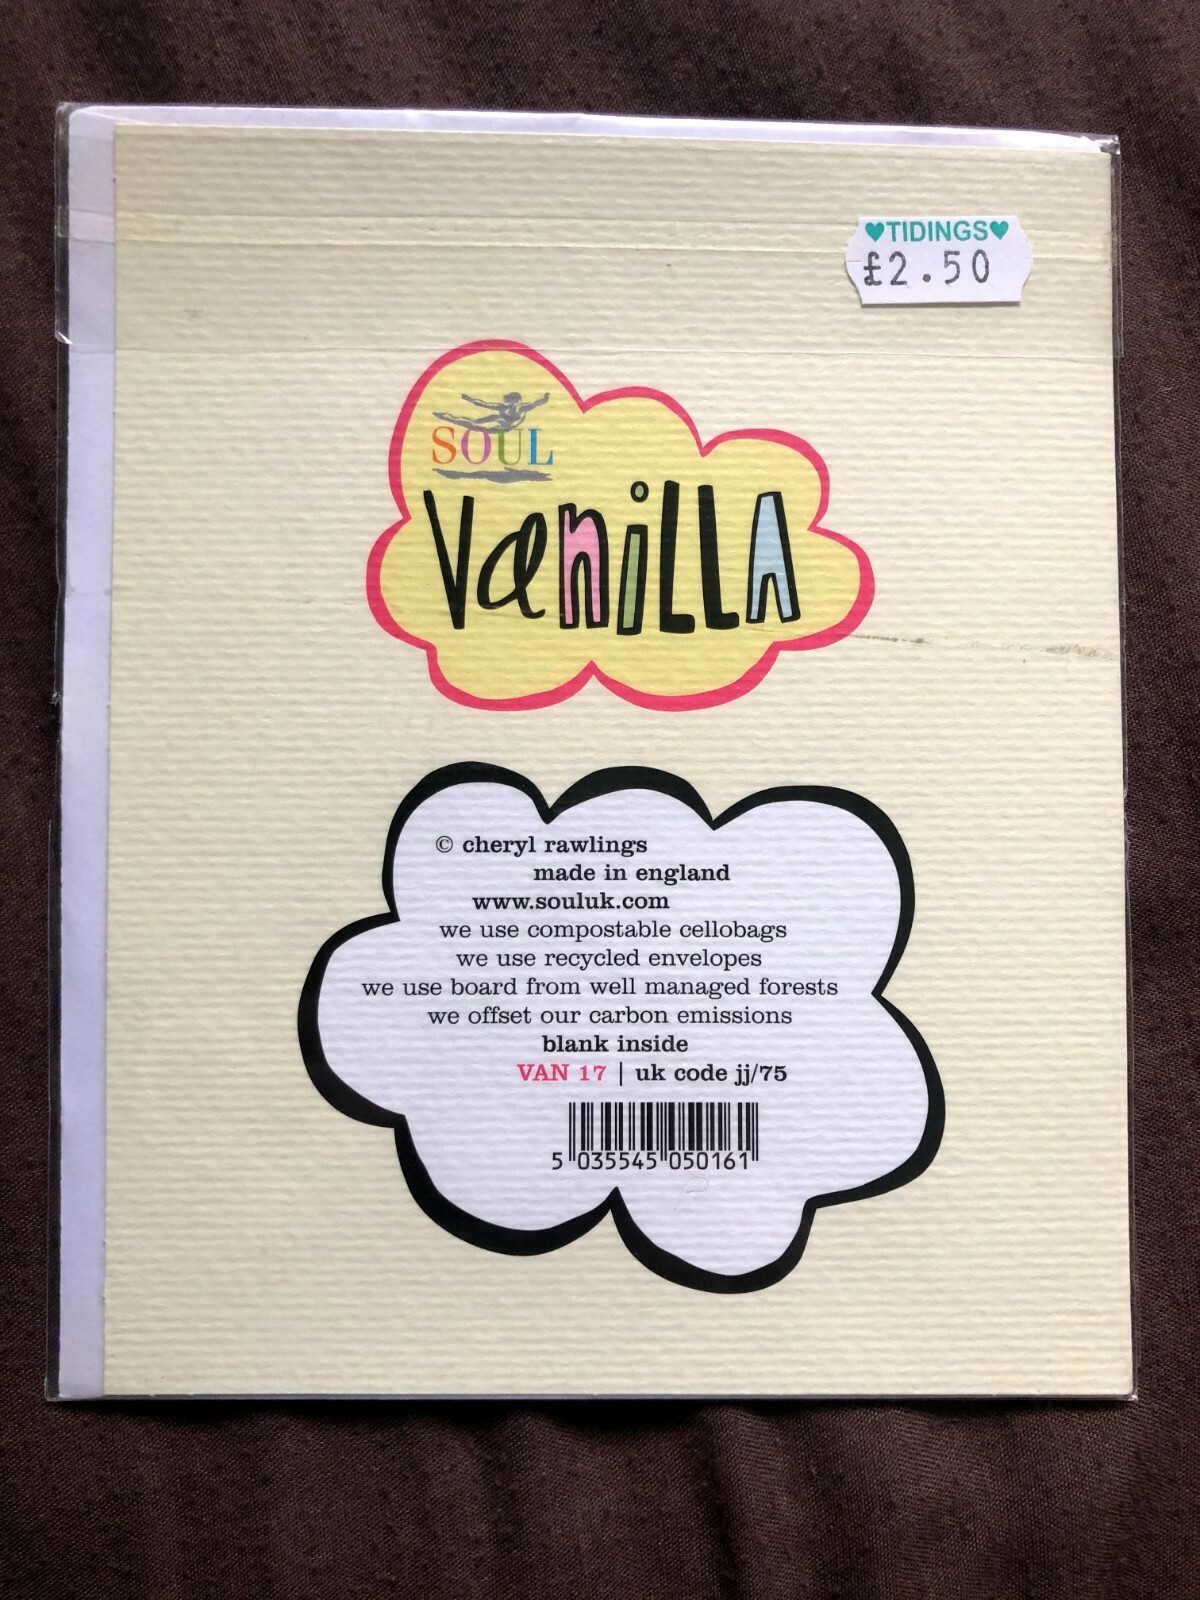 ♥TIDINGS♥
£2.50
SOUL
VaniLLA
© cheryl rawlings
made in england
www.souluk.com
we use compostable cellobags
we use recycled envelopes
we use board from well managed forests
we offset our carbon emissions
blank inside
VAN 17 | uk code jj/75
5 035545 050161